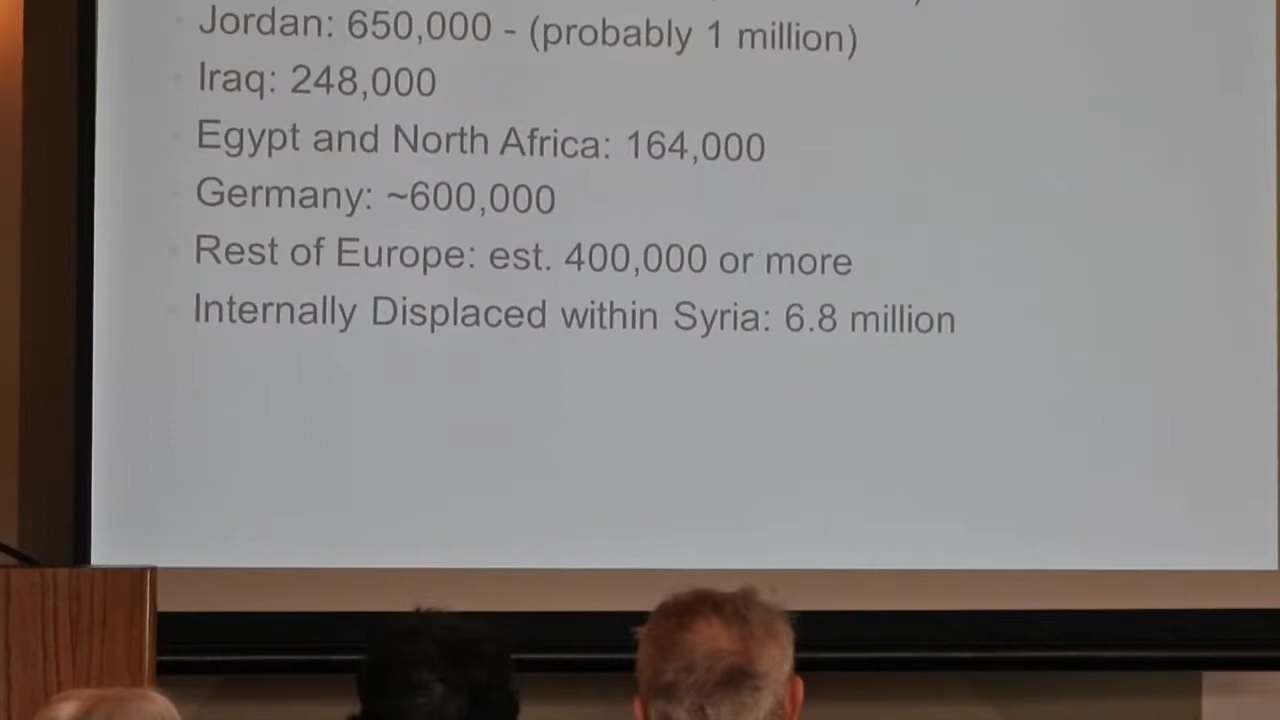 Jordan: 650,000 - (probably 1 million)
Iraq: 248,000
Egypt and North Africa: 164,000
Germany: ~600,000
Rest of Europe: est. 400,000 or more
Internally Displaced within Syria: 6.8 million